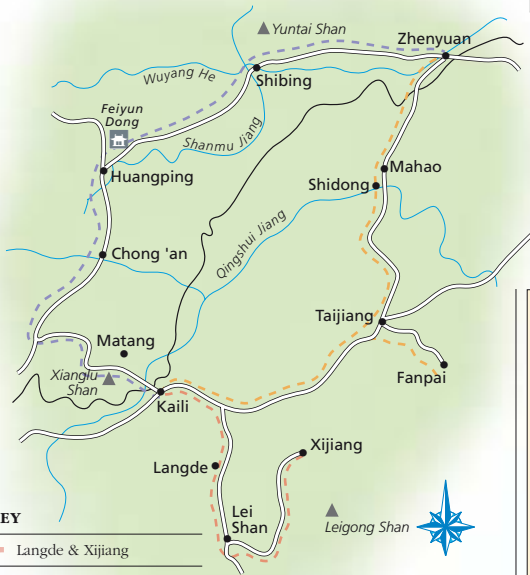 Yuntai Shan
Zhenyuan
Wuyang He
Shibing
Feiyun
Dong
Shanmu Jiang
Huangping
Mahao
Shidong
Qingshui Jiang
Chong 'an
Taijiang
Matang
Fanpai
Xianglu
Shan
Kaili
Xijiang
Langde
Lei
Shan
Leigong Shan
EY
Langde & Xijiang